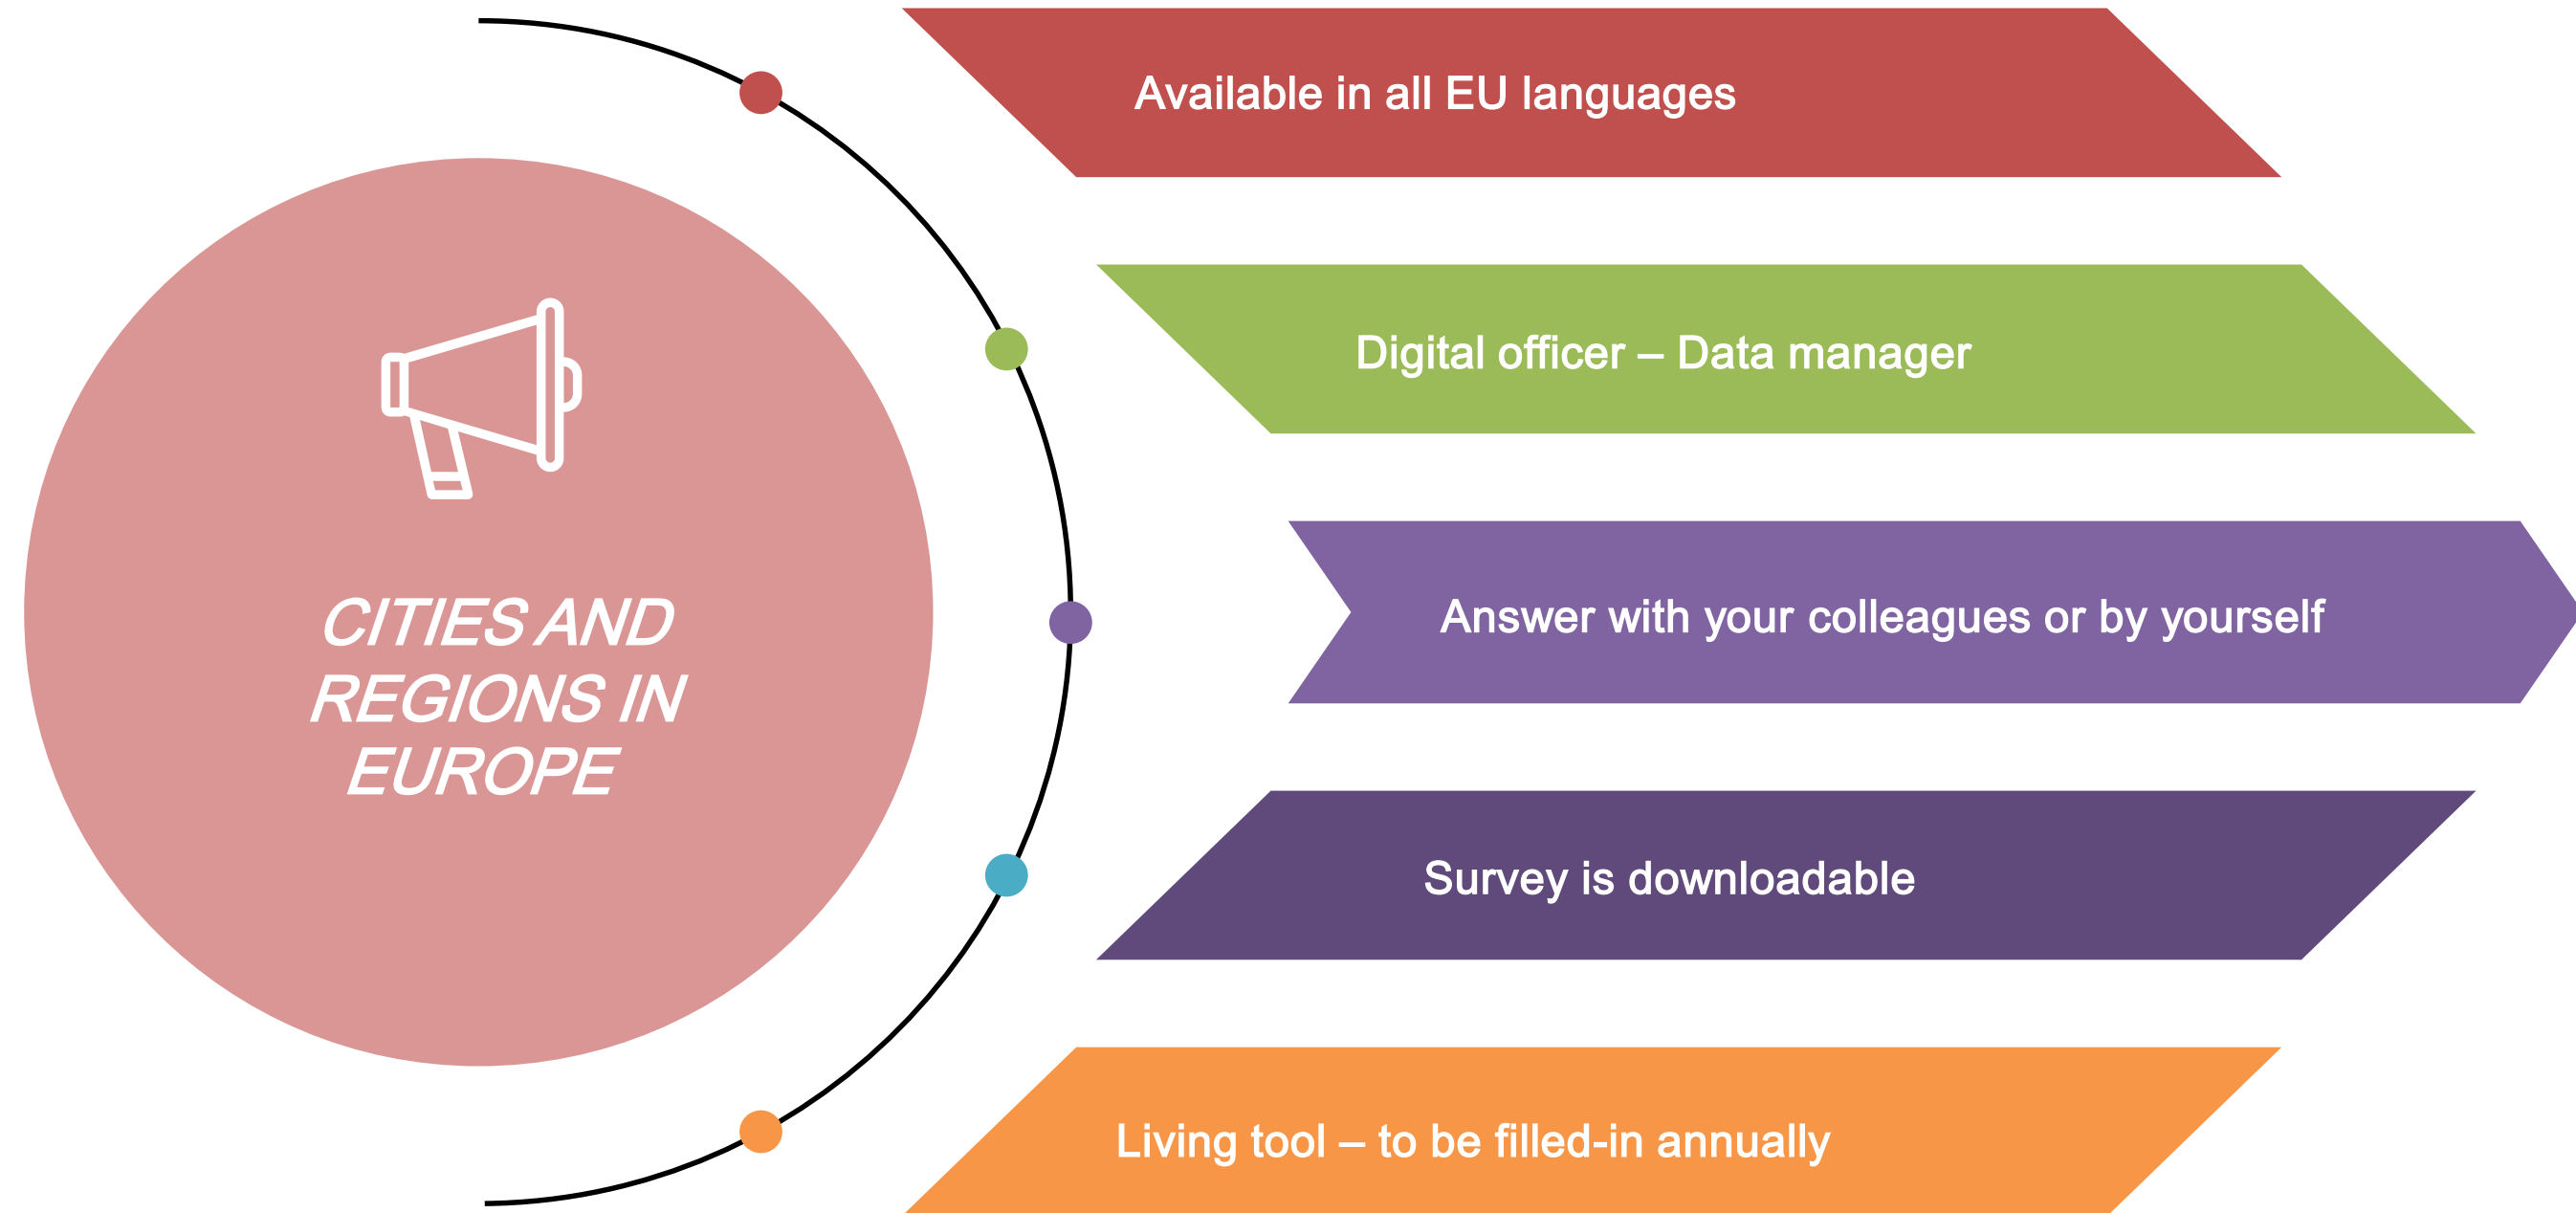 CITIES AND
REGIONS IN
EUROPE
Available in all EU languages
Digital officer – Data manager
Answer with your colleagues or by yourself
Survey is downloadable
Living tool – to be filled-in annually